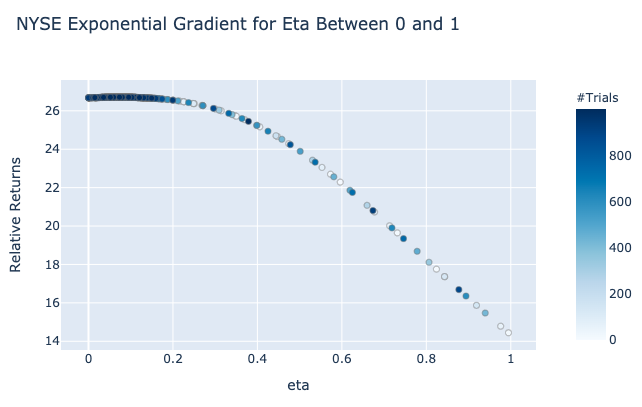 NYSE Exponential Gradient for Eta Between 0 and 1
#Trials
800
600
400
200
0
Relative Returns
26
24
22
20
18
16
14
0 0.2 0.4 0.6 0.8 1
eta